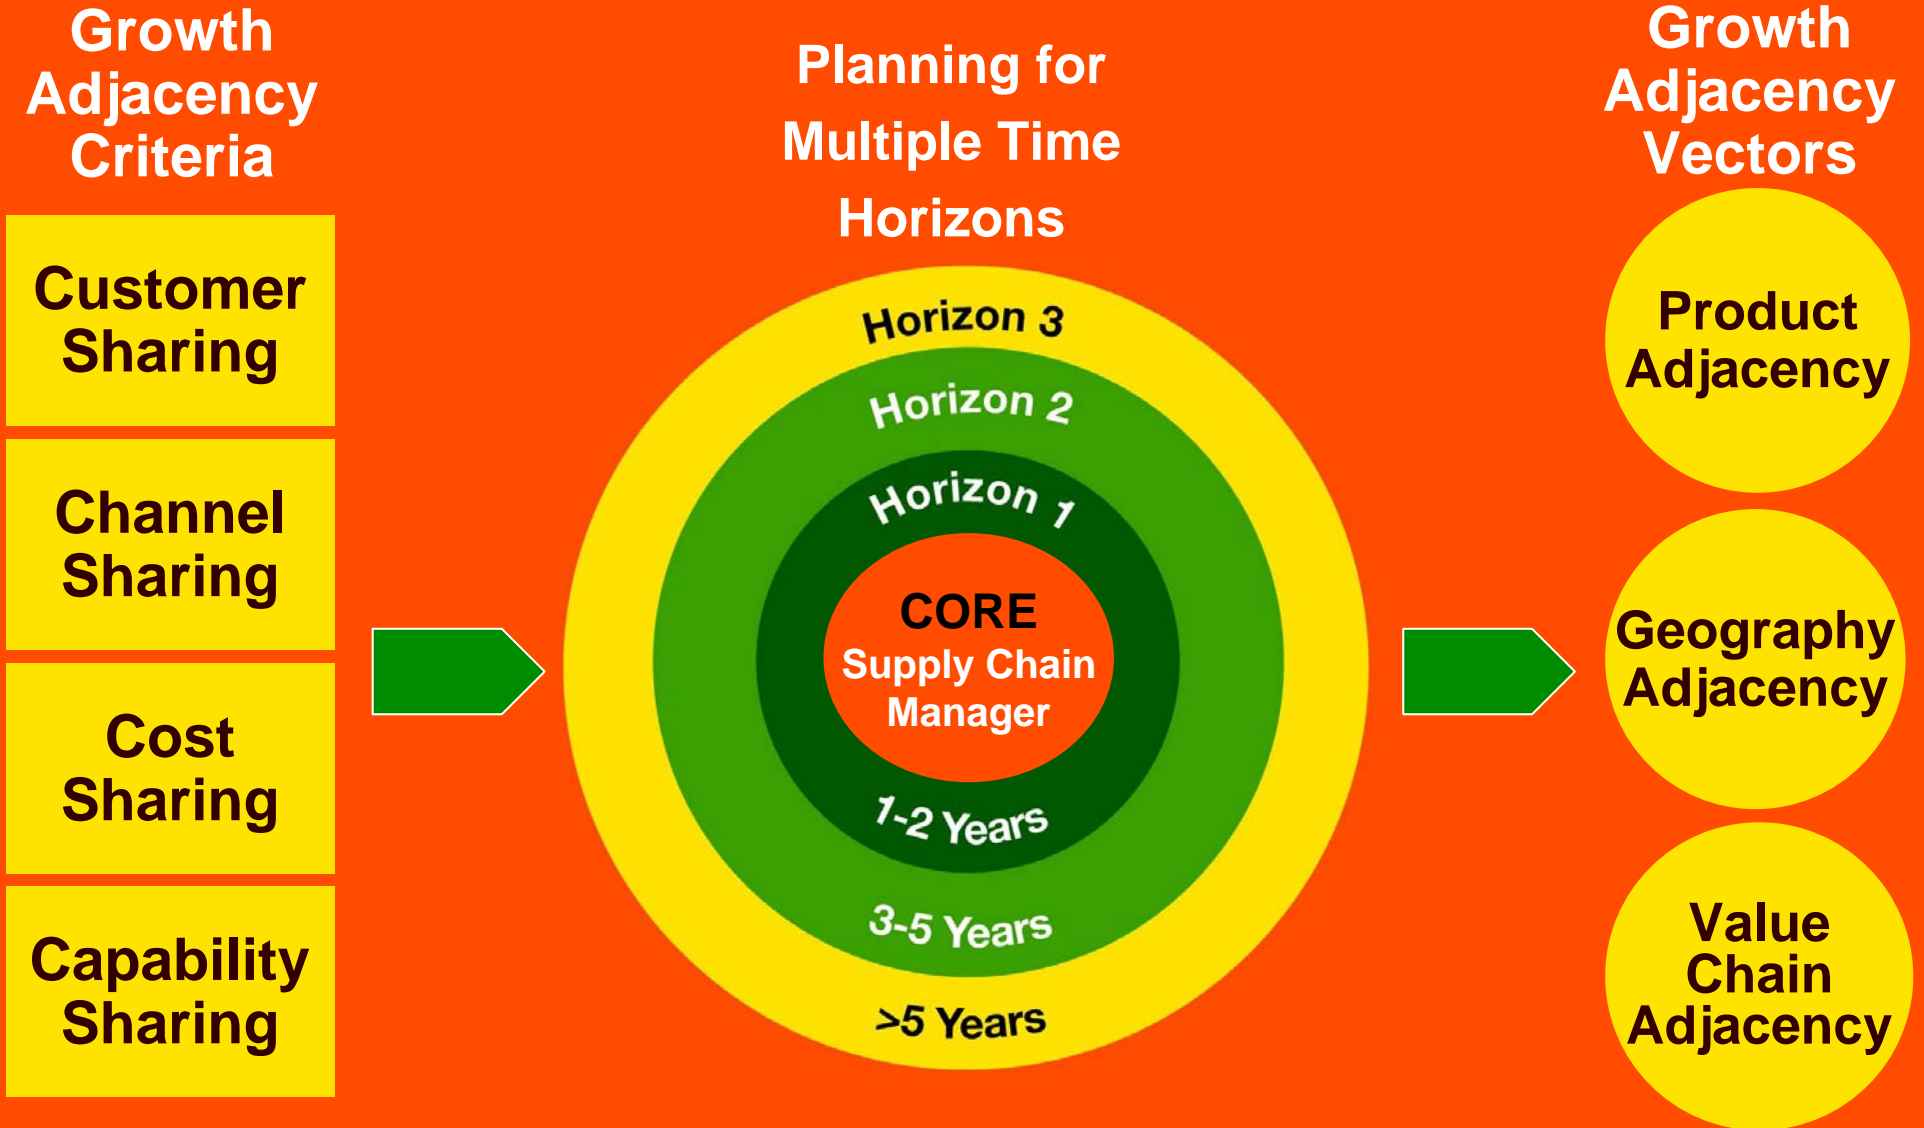 Growth
Adjacency
Criteria
Customer
Sharing
Channel
Sharing
Cost
Sharing
Capability
Sharing
Planning for
Multiple Time
Horizons
Horizon 3
Horizon 2
Horizon 1
CORE
Supply Chain
Manager
1-2 Years
3-5 Years
>5 Years
Growth
Adjacency
Vectors
Product
Adjacency
Geography
Adjacency
Value
Chain
Adjacency